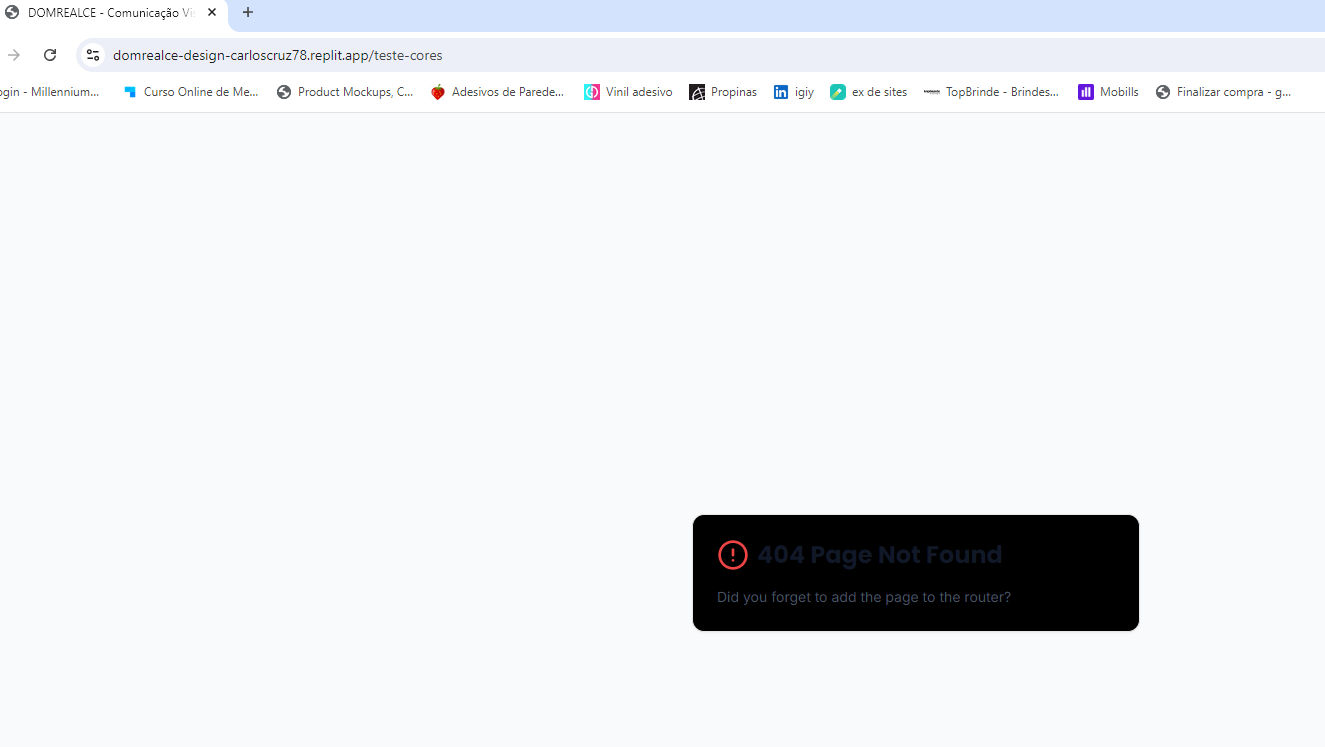 DOMREALCE - Comunicação Vis
domrealce-design-carloscruz78.replit.app/teste-cores
ogin - Millennium... Curso Online de Me... Product Mockups, C... Adesivos de Parede... Vinil adesivo Propinas igiy ex de sites TopBrinde - Brindes... Mobills Finalizar compra - g...
404 Page Not Found
Did you forget to add the page to the router?